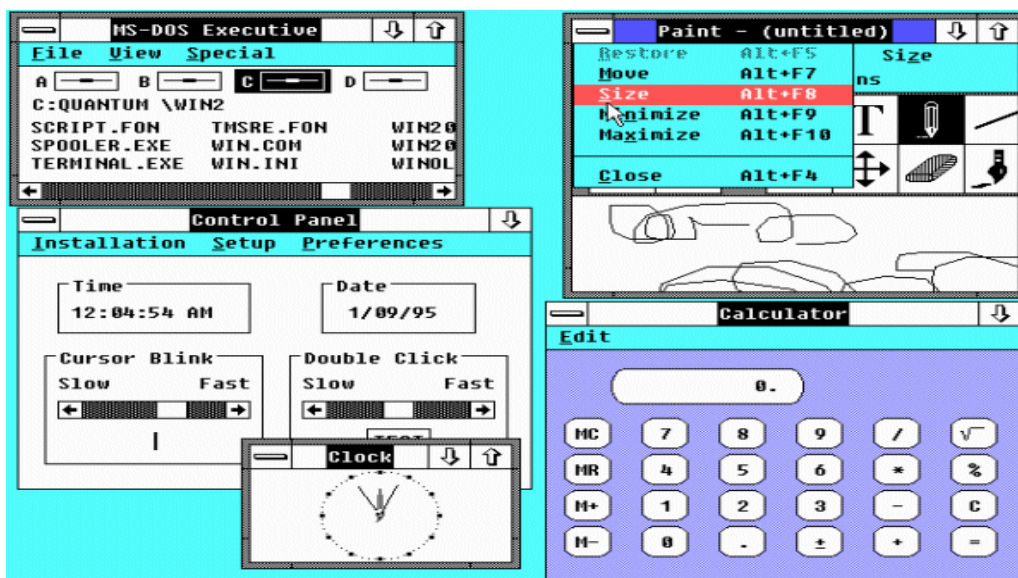 MS-DOS Executive
File View Special
A B C D
C:QUANTUM \WIN2
SCRIPT.FON TMSRE.FON WIN20
SPOOLER.EXE WIN.COM WIN20
TERMINAL.EXE WIN.INI WINOL
Paint - (untitled)
Restore Alt+F5
Move Alt+F7
Size Alt+F8
Minimize Alt+F9
Maximize Alt+F10
Close Alt+F4
Size
ns
T
Control Panel
Installation Setup Preferences
Time
12:04:54 AM
Date
1/09/95
Cursor Blink
Slow Fast
Double Click
Slow Fast
TEST
Clock
Calculator
Edit
0.
MC 7 8 9 / √
MR 4 5 6 * %
M+ 1 2 3 - C
M- 0 . ± + =